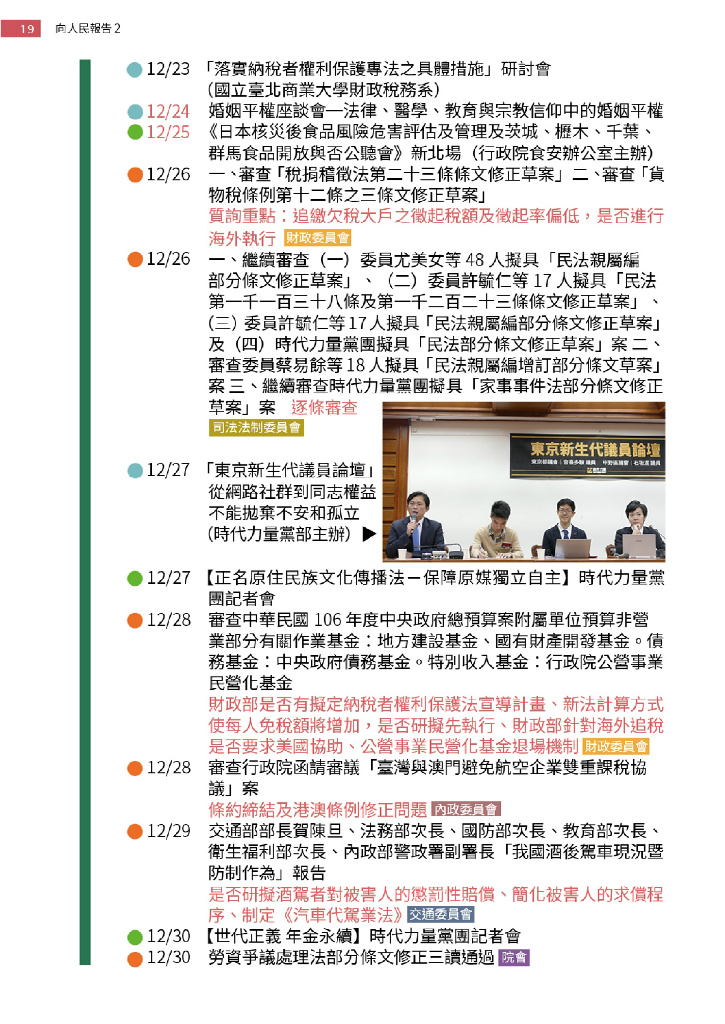 19 向人民報告 2
12/23 「落實納稅者權利保護專法之具體措施」研討會
（國立臺北商業大學財政稅務系）
12/24 婚姻平權座談會—法律、醫學、教育與宗教信仰中的婚姻平權
12/25 《日本核災後食品風險危害評估及管理及茨城、櫪木、千葉、
群馬食品開放與否公聽會》新北場（行政院食安辦公室主辦）
12/26 一、審查「稅捐稽徵法第二十三條條文修正草案」二、審查「貨
物稅條例第十二條之三條文修正草案」
質詢重點：追繳欠稅大戶之徵起稅額及徵起率偏低，是否進行
海外執行 財政委員會
12/26 一、繼續審查（一）委員尤美女等 48 人擬具「民法親屬編
部分條文修正草案」、（二）委員許毓仁等 17 人擬具「民法
第一千一百三十八條及第一千二百二十三條條文修正草案」、
（三）委員許毓仁等 17 人擬具「民法親屬編部分條文修正草案」
及（四）時代力量黨團擬具「民法部分條文修正草案」案 二、
審查委員蔡易餘等 18 人擬具「民法親屬編增訂部分條文草案」
案 三、繼續審查時代力量黨團擬具「家事事件法部分條文修正
草案」案 逐條審查
司法法制委員會
東京新生代議員論壇
12/27 「東京新生代議員論壇」
從網路社群到同志權益
不能拋棄不安和孤立
（時代力量黨部主辦）▶
12/27 【正名原住民族文化傳播法－保障原媒獨立自主】時代力量黨
團記者會
12/28 審查中華民國 106 年度中央政府總預算案附屬單位預算非營
業部分有關作業基金：地方建設基金、國有財產開發基金。債
務基金：中央政府債務基金。特別收入基金：行政院公營事業
民營化基金
財政部是否有擬定納稅者權利保護法宣導計畫、新法計算方式
使每人免稅額將增加，是否研擬先執行、財政部針對海外追稅
是否要求美國協助、公營事業民營化基金退場機制 財政委員會
12/28 審查行政院函請審議「臺灣與澳門避免航空企業雙重課稅協
議」案
條約締結及港澳條例修正問題 內政委員會
12/29 交通部部長賀陳旦、法務部次長、國防部次長、教育部次長、
衛生福利部次長、內政部警政署副署長「我國酒後駕車現況暨
防制作為」報告
是否研擬酒駕者對被害人的懲罰性賠償、簡化被害人的求償程
序、制定《汽車代駕業法》 交通委員會
12/30 【世代正義 年金永續】時代力量黨團記者會
12/30 勞資爭議處理法部分條文修正三讀通過 院會